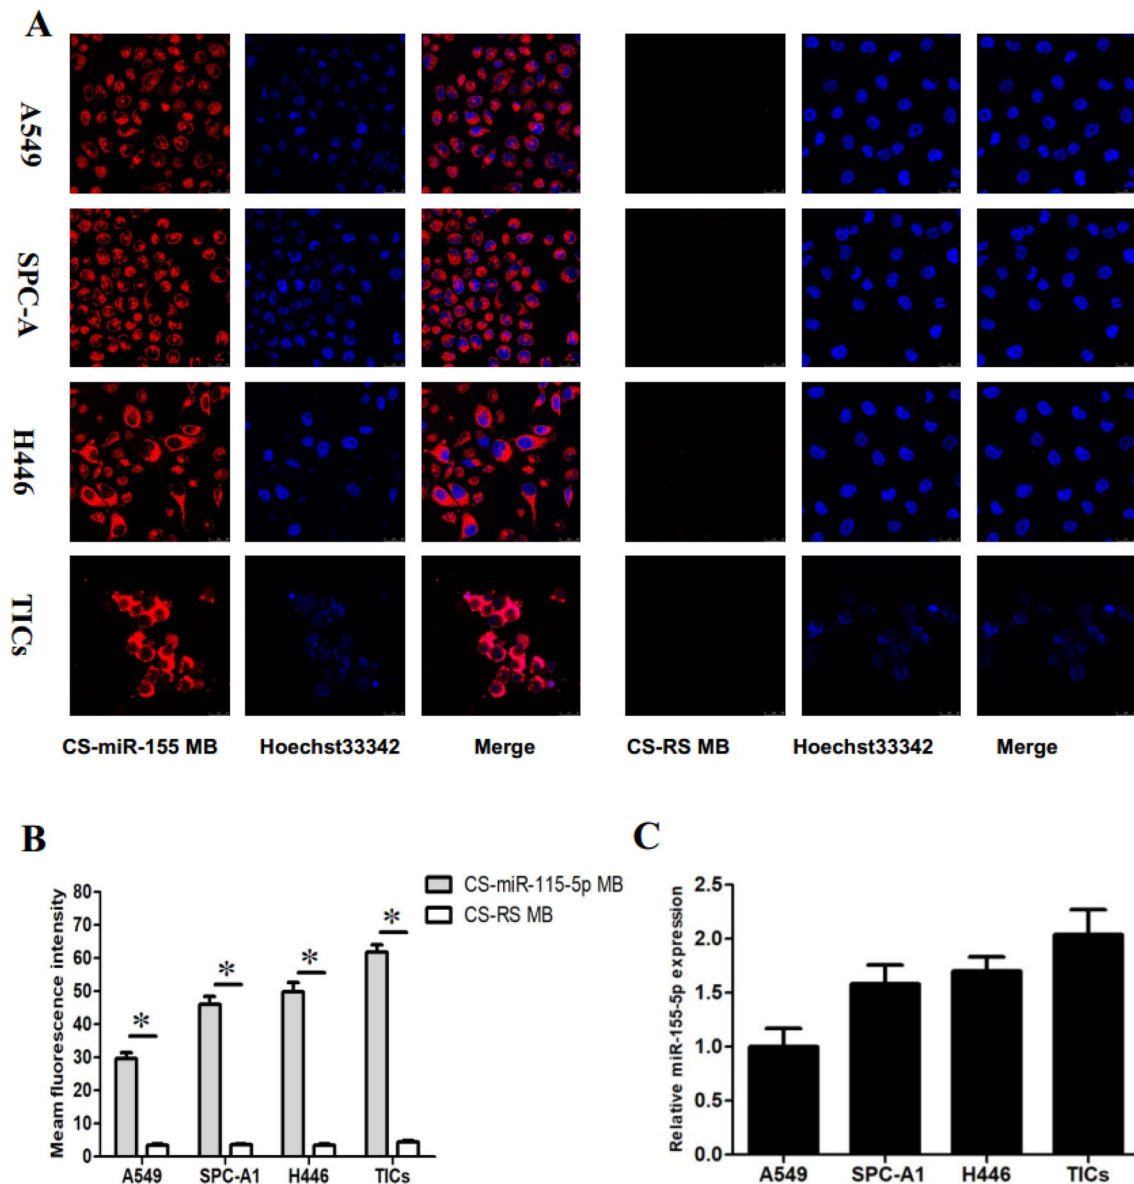 A
A549
SPC-A
H446
TICs
CS-miR-155 MB Hoechst33342 Merge CS-RS MB Hoechst33342 Merge
B
Meam fluorescence intensity
80
70
60
50
40
30
20
10
0
* * * *
A549 SPC-A1 H446 TICs
CS-miR-115-5p MB
CS-RS MB
C
Relative miR-155-5p expression
2.5
2.0
1.5
1.0
0.5
0.0
A549 SPC-A1 H446 TICs